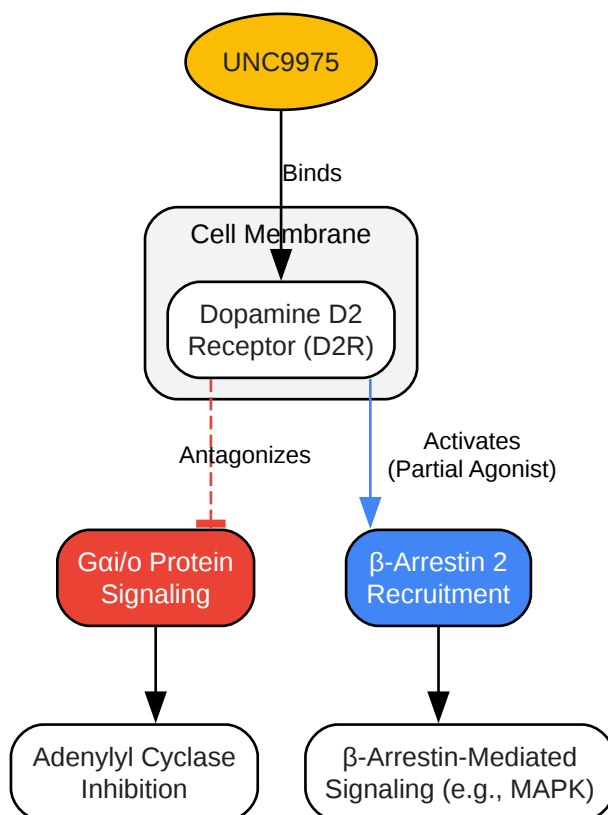 UNC9975
Binds
Cell Membrane
Dopamine D2
Receptor (D2R)
Antagonizes
Activates
(Partial Agonist)
Gαi/o Protein
Signaling
β-Arrestin 2
Recruitment
Adenylyl Cyclase
Inhibition
β-Arrestin-Mediated
Signaling (e.g., MAPK)